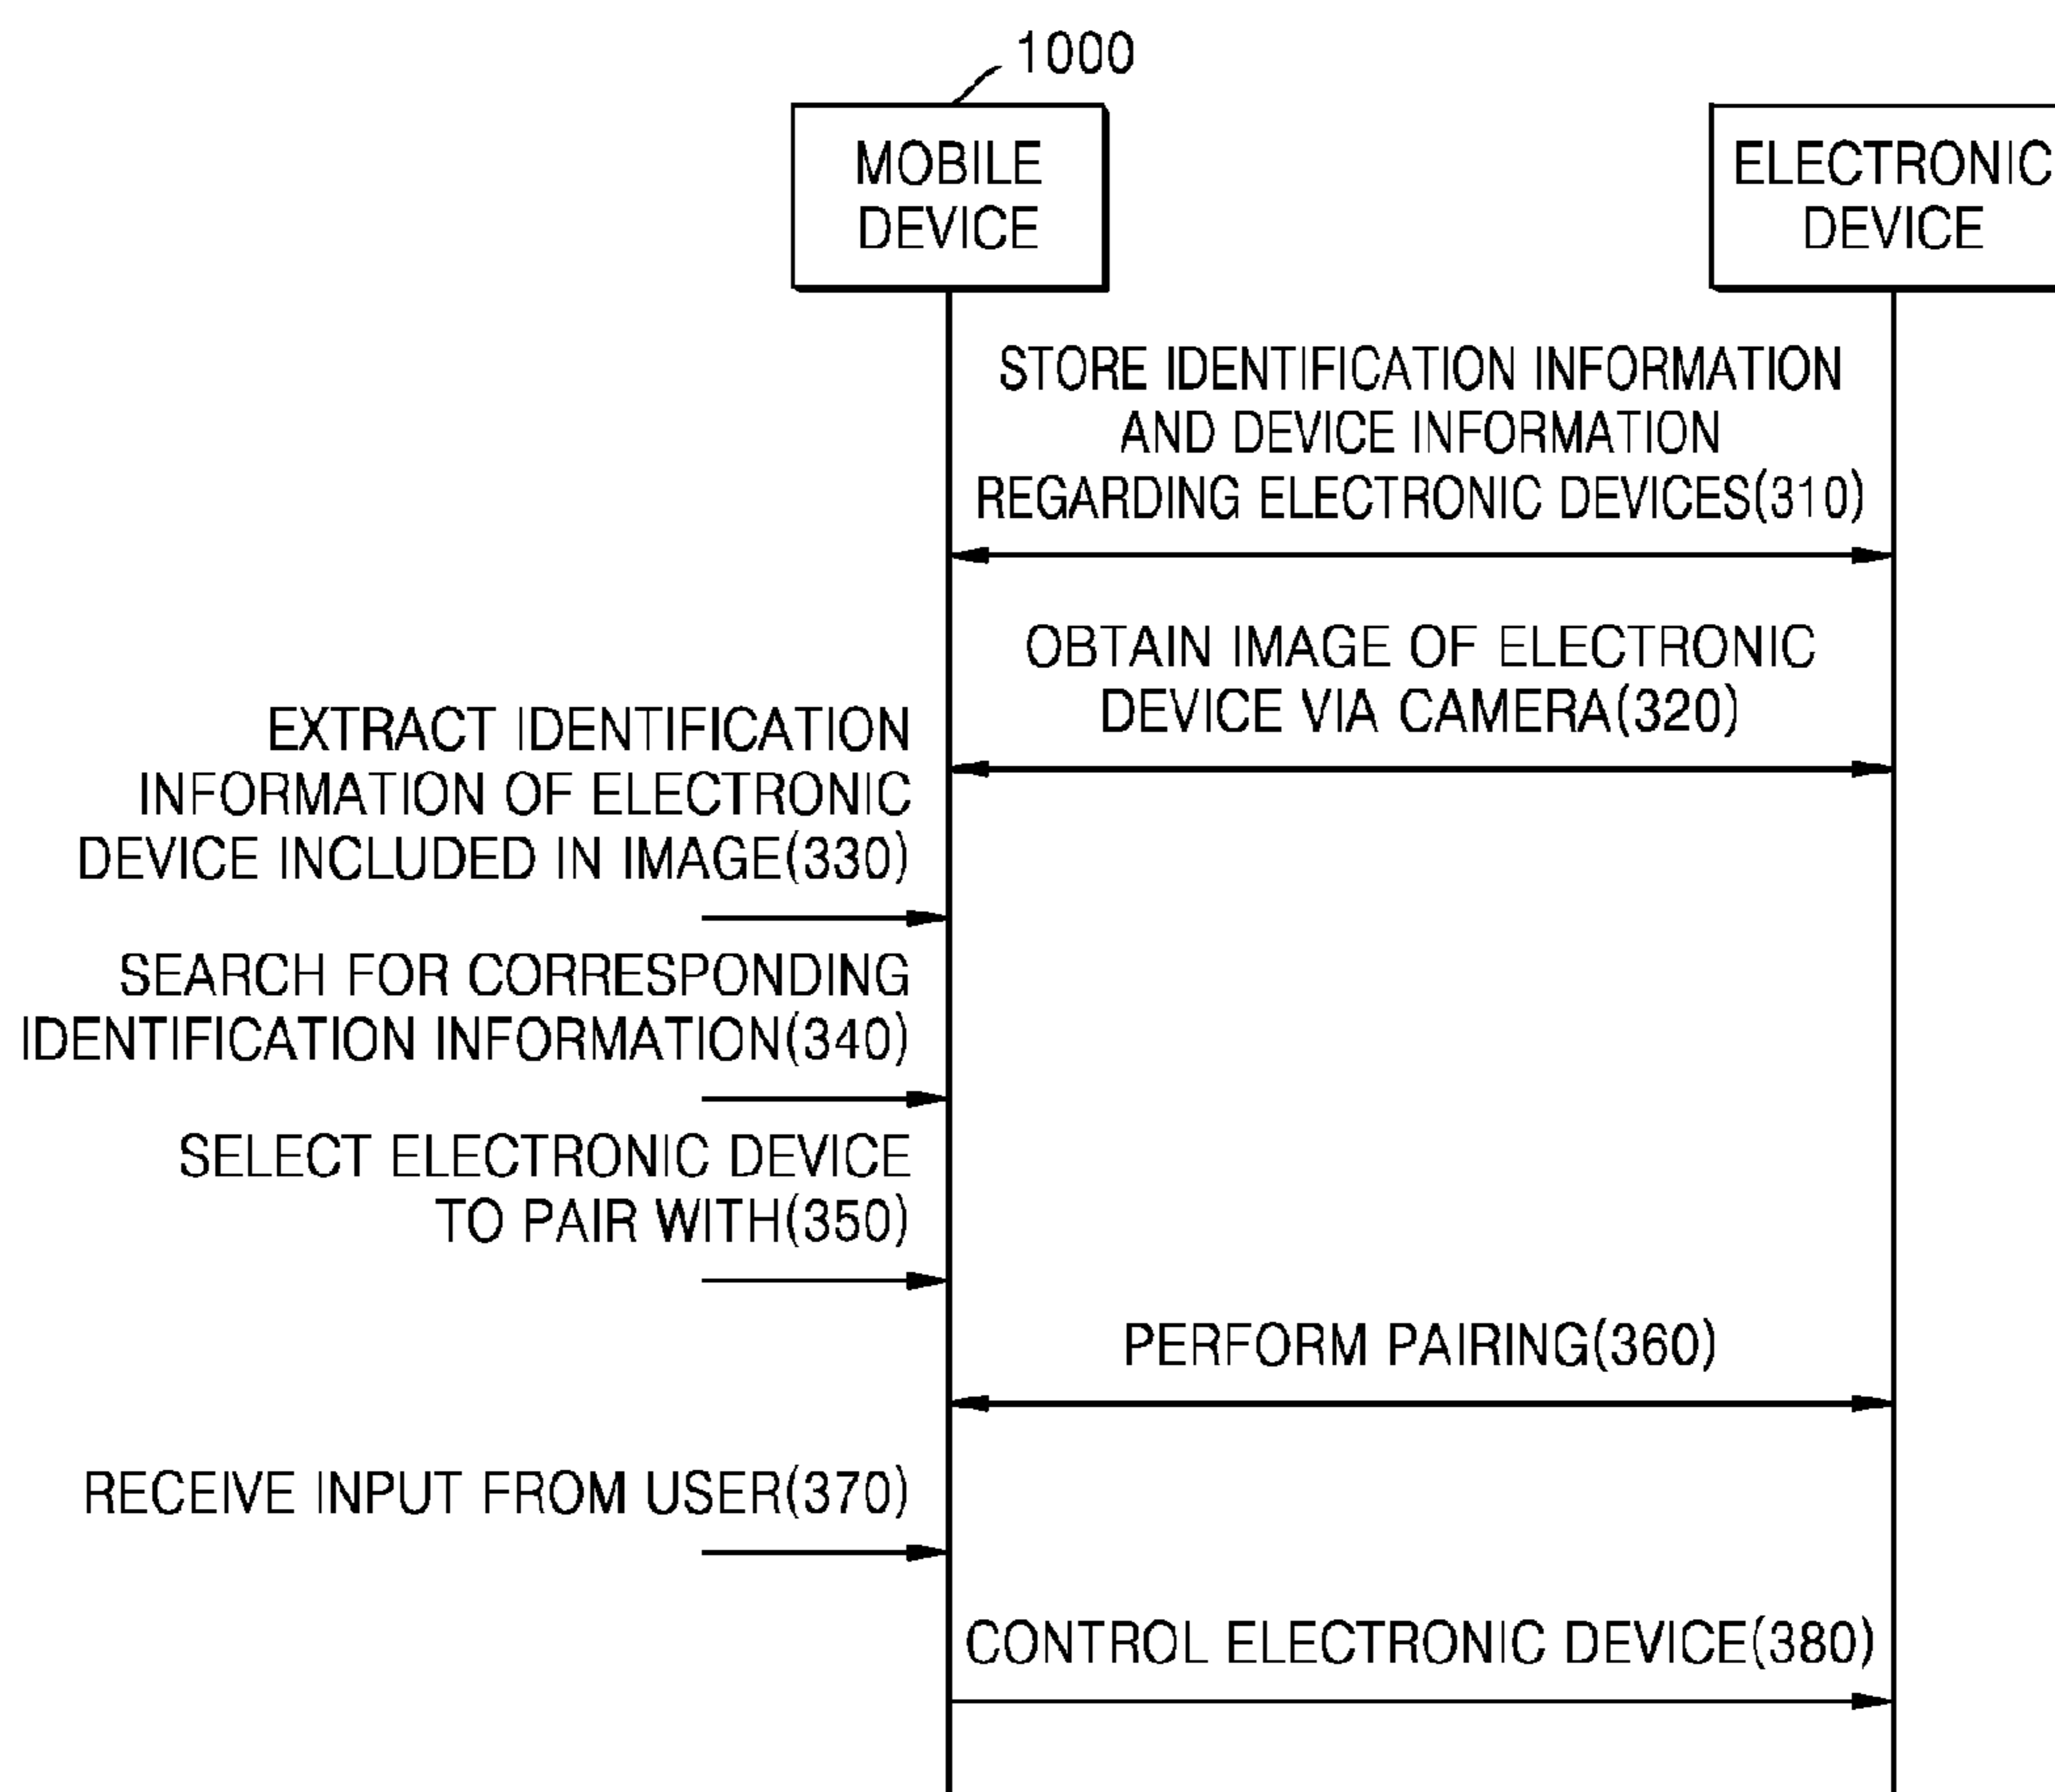 1000
MOBILE
DEVICE
ELECTRONIC
DEVICE
STORE IDENTIFICATION INFORMATION
AND DEVICE INFORMATION
REGARDING ELECTRONIC DEVICES(310)
OBTAIN IMAGE OF ELECTRONIC
DEVICE VIA CAMERA(320)
EXTRACT IDENTIFICATION
INFORMATION OF ELECTRONIC
DEVICE INCLUDED IN IMAGE(330)
SEARCH FOR CORRESPONDING
IDENTIFICATION INFORMATION(340)
SELECT ELECTRONIC DEVICE
TO PAIR WITH(350)
PERFORM PAIRING(360)
RECEIVE INPUT FROM USER(370)
CONTROL ELECTRONIC DEVICE(380)